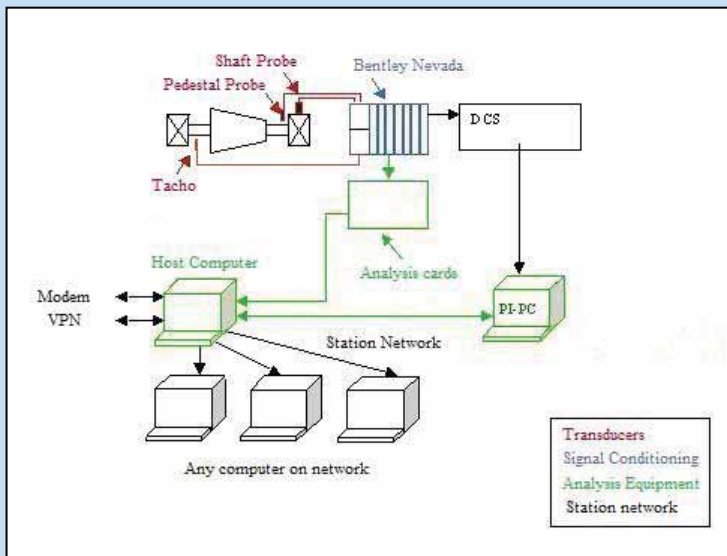 Shaft Probe
Pedestal Probe
Bentley Nevada
DCS
Tacho
Host Computer
Analysis cards
Modem
VPN
PI-PC
Station Network
Any computer on network
Transducers
Signal Conditioning
Analysis Equipment
Station network